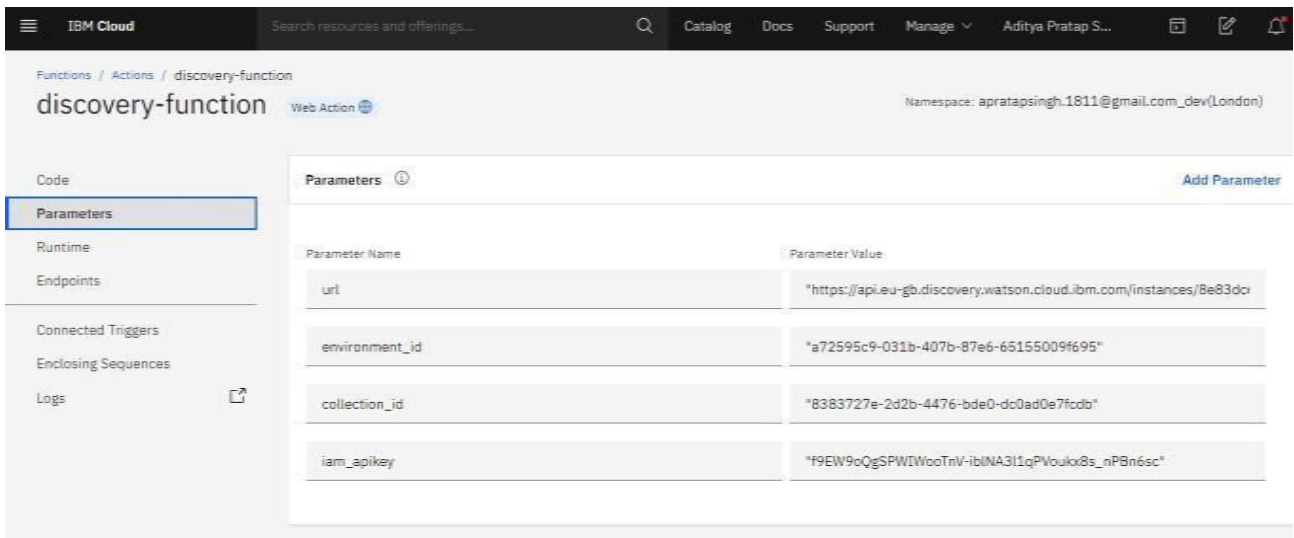 IBM Cloud Search resources and offerings... Catalog Docs Support Manage Aditya Pratap S...
Functions / Actions / discovery-function
discovery-function Web Action Namespace: apratapsingh.1811@gmail.com_dev(London)
Code
Parameters
Runtime
Endpoints
Connected Triggers
Enclosing Sequences
Logs
Parameters Add Parameter
Parameter Name Parameter Value
url "https://api.eu-gb.discovery.watson.cloud.ibm.com/instances/8e83dc
environment_id "a72595c9-031b-407b-87e6-65155009f695"
collection_id "8383727e-2d2b-4476-bde0-dc0ad0e7fcdb"
iam_apikey